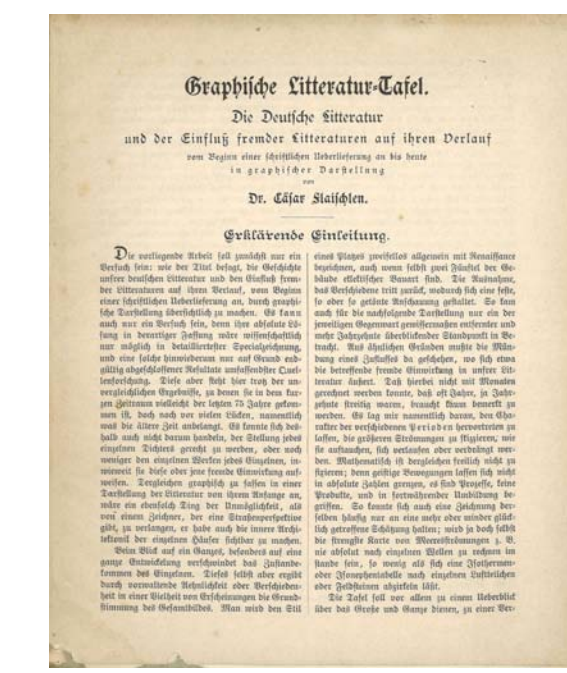 Graphische Litteratur-Tafel.
Die Deutsche Litteratur
und der Einfluß fremder Litteraturen auf ihren Verlauf
vom Beginn einer schriftlichen Ueberlieferung an bis heute
in graphischer Darstellung
von
Dr. Cäsar Flaischlen.
Erklärende Einleitung.
Die vorliegende Arbeit soll zunächst nur ein
Versuch sein: wie der Titel besagt, die Geschichte
unsrer deutschen Litteratur und den Einfluß frem-
der Litteraturen auf ihren Verlauf, vom Beginn
einer schriftlichen Ueberlieferung an, durch graphi-
sche Darstellung übersichtlich zu machen. Es kann
auch nur ein Versuch sein, denn ihre absolute Lö-
sung in derartiger Fassung wäre wissenschaftlich
nur möglich in detailliertester Specialzeichnung,
und eine solche hinwiederum nur auf Grund end-
gültig abgeschlossener Resultate umfassendster Quel-
lenforschung. Diese aber steht hier trotz der un-
vergleichlichen Ergebnisse, zu denen sie in dem kur-
zen Zeitraum vielleicht der letzten 75 Jahre gekom-
men ist, doch noch vor vielen Lücken, namentlich
was die ältere Zeit anbelangt. Es konnte sich des-
halb auch nicht darum handeln, der Stellung jedes
einzelnen Dichters gerecht zu werden, oder noch
weniger den einzelnen Werken jedes Einzelnen, in-
wieweit sie diese oder jene fremde Einwirkung auf-
weisen. Dergleichen graphisch zu fassen in einer
Darstellung der Litteratur von ihrem Anfange an,
wäre ein ebensolch Ding der Unmöglichkeit, als
von einem Zeichner, der eine Straßenperspektive
gibt, zu verlangen, er habe auch die innere Archi-
tektonik der einzelnen Häuser sichtbar zu machen.
Beim Blick auf ein Ganzes, besonders auf eine
ganze Entwickelung verschwindet das Zustande-
kommen des Einzelnen. Dieses selbst aber ergibt
durch vorwaltende Aehnlichkeit oder Verschieden-
heit in einer Vielheit von Erscheinungen die Grund-
stimmung des Gesamtbildes. Man wird den Stil
eines Platzes zweifellos allgemein mit Renaissance
bezeichnen, auch wenn selbst zwei Fünftel der Ge-
bäude eklektischer Bauart sind. Die Ausnahme,
das Verschiedene tritt zurück, wodurch sich eine feste,
so oder so getönte Anschauung gestaltet. So kam
auch für die nachfolgende Darstellung nur ein der
jeweiligen Gegenwart gewissermaßen entfernter und
mehr Jahrzehnte überblickender Standpunkt in Be-
tracht. Aus ähnlichen Gründen mußte die Mün-
dung eines Zuflusses da geschehen, wo sich etwa
die betreffende fremde Einwirkung in unsrer Lit-
teratur äußert. Daß hierbei nicht mit Monaten
gerechnet werden konnte, daß oft Jahre, ja Jahr-
zehnte streitig waren, braucht kaum bemerkt zu
werden. Es lag mir namentlich daran, den Cha-
rakter der verschiedenen Perioden hervortreten zu
lassen, die größeren Strömungen zu skizzieren, wie
sie auftauchen, sich verlaufen oder verdrängt wer-
den. Mathematisch ist dergleichen freilich nicht zu
fixieren; denn geistige Bewegungen lassen sich nicht
in absolute Zahlen grenzen, es sind Prozesse, keine
Produkte, und in fortwährender Umbildung be-
griffen. So konnte sich auch eine Zeichnung der-
selben häufig nur an eine mehr oder minder glück-
lich getroffene Schätzung halten; wird ja doch selbst
die strengste Karte von Meeresströmungen z. B.
nie absolut nach einzelnen Wellen zu rechnen im
stande sein, so wenig als sich eine Isothermen-
oder Isonephentabelle nach einzelnen Luftteilchen
oder Feldsteinen abzirkeln läßt.
Die Tafel soll vor allem zu einem Ueberblick
über das Große und Ganze dienen, zu einer Ver-